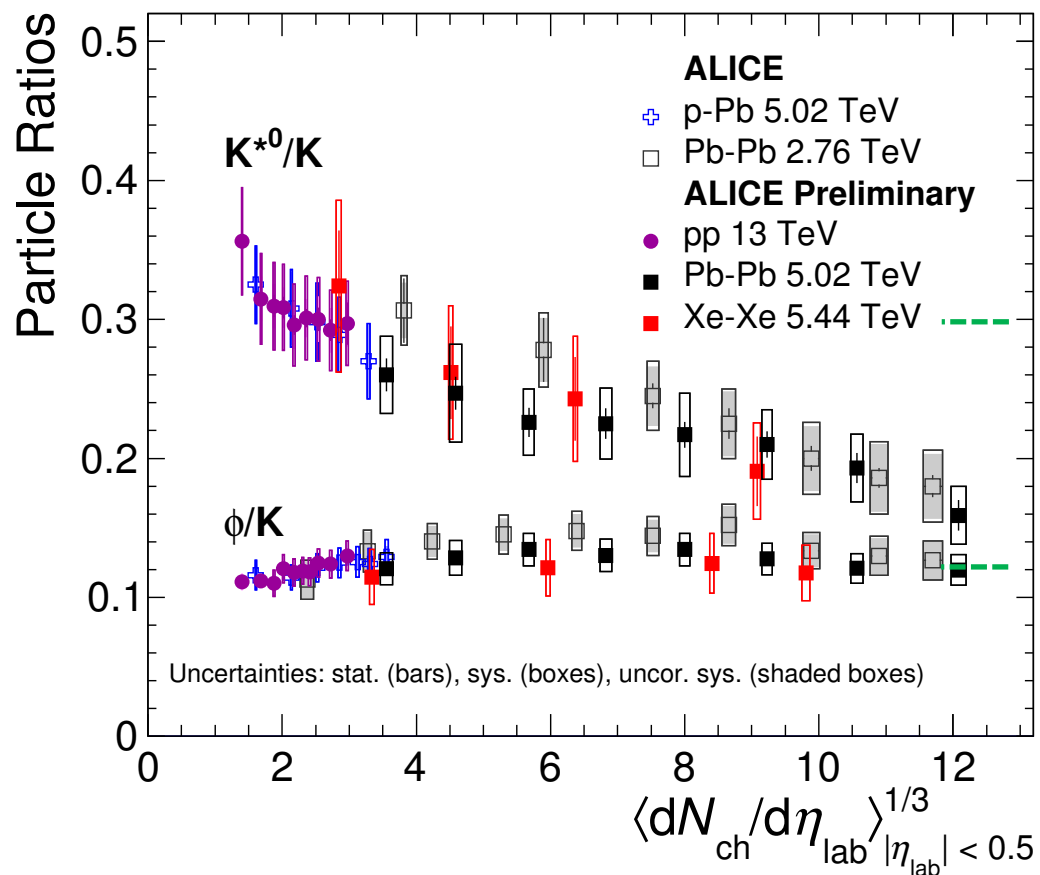 Particle Ratios
0.5
0.4
0.3
0.2
0.1
0
ALICE
p-Pb 5.02 TeV
Pb-Pb 2.76 TeV
ALICE Preliminary
pp 13 TeV
Pb-Pb 5.02 TeV
Xe-Xe 5.44 TeV
K*0/K
ϕ/K
Uncertainties: stat. (bars), sys. (boxes), uncor. sys. (shaded boxes)
0 2 4 6 8 10 12
⟨dNch/dηlab⟩1/3|ηlab| < 0.5